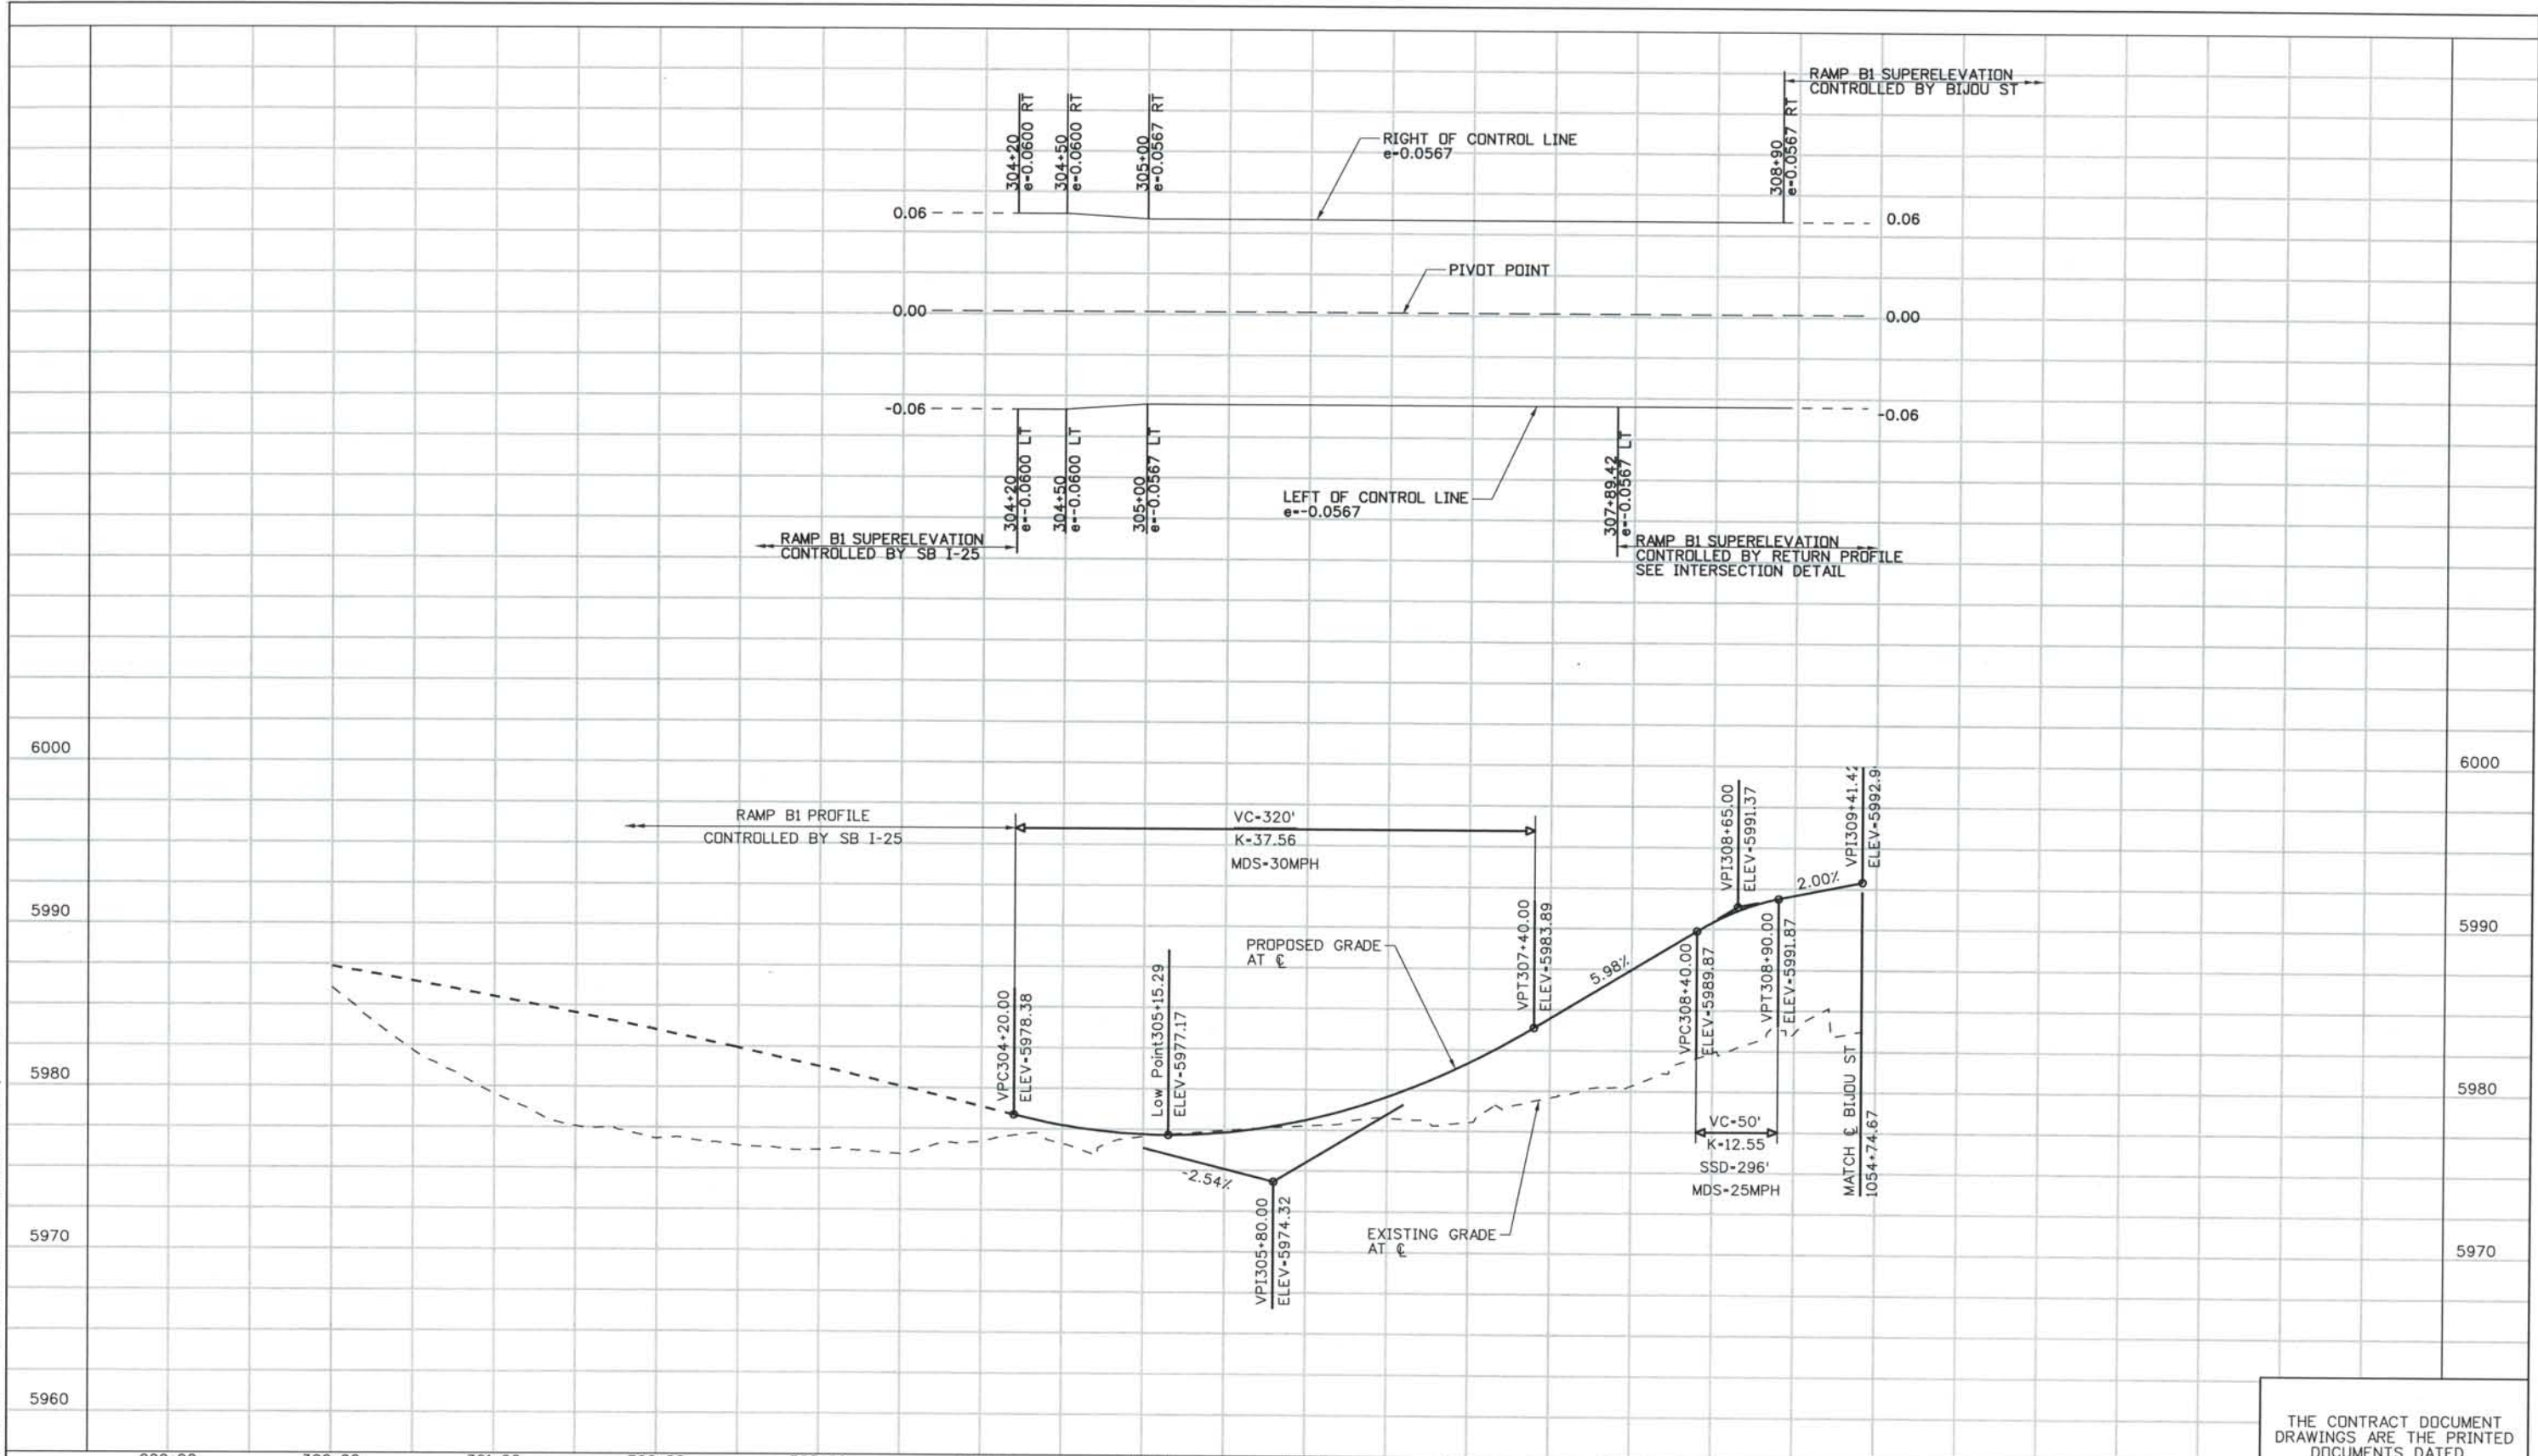 RAMP B1 SUPERELEVATION
CONTROLLED BY BIJOU ST
304+20
e=0.0600 RT
304+50
e=0.0600 RT
305+00
e=0.0567 RT
308+90
e=0.0567 RT
RIGHT OF CONTROL LINE
e=0.0567
0.06
0.06
PIVOT POINT
0.00
0.00
-0.06
-0.06
304+20
e=-0.0600 LT
304+50
e=-0.0600 LT
305+00
e=-0.0567 LT
LEFT OF CONTROL LINE
e=-0.0567
307+89.42
e=-0.0567 LT
RAMP B1 SUPERELEVATION
CONTROLLED BY SB I-25
RAMP B1 SUPERELEVATION
CONTROLLED BY RETURN PROFILE
SEE INTERSECTION DETAIL
6000
6000
RAMP B1 PROFILE
CONTROLLED BY SB I-25
VC=320'
K=37.56
MDS=30MPH
VPI308+65.00
ELEV=5991.37
VPI309+41.42
ELEV=5992.9
2.00%
5990
5990
PROPOSED GRADE
AT ℄
VPT307+40.00
ELEV=5983.89
5.98%
VPC308+40.00
ELEV=5989.87
VPT308+90.00
ELEV=5991.87
VPC304+20.00
ELEV=5978.38
Low Point305+15.29
ELEV=5977.17
5980
5980
-2.54%
VC=50'
K=12.55
SSD=296'
MDS=25MPH
MATCH ℄ BIJOU ST
1054+74.67
VPI305+80.00
ELEV=5974.32
EXISTING GRADE
AT ℄
5970
5970
5960
THE CONTRACT DOCUMENT
DRAWINGS ARE THE PRINTED
DOCUMENTS DATED